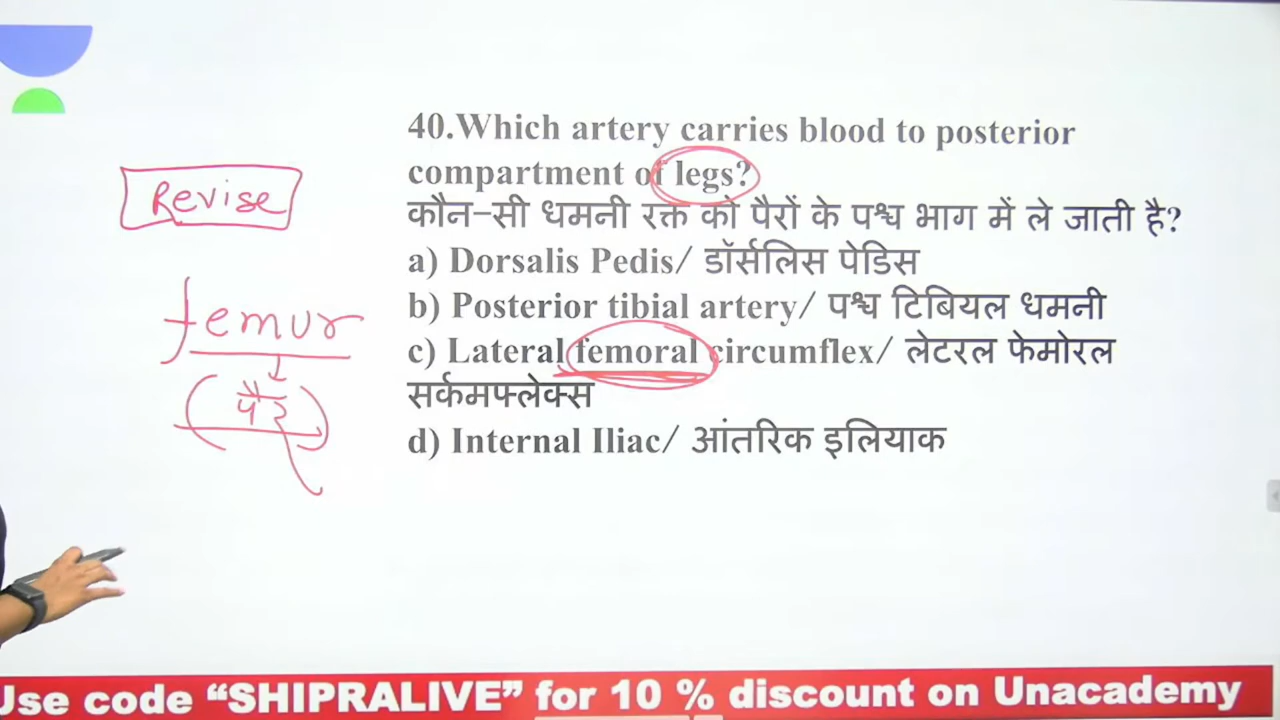 40.Which artery carries blood to posterior
compartment of legs?
कौन-सी धमनी रक्त को पैरों के पश्च भाग में ले जाती है?
a) Dorsalis Pedis/ डॉर्सलिस पेडिस
b) Posterior tibial artery/ पश्च टिबियल धमनी
c) Lateral femoral circumflex/ लेटरल फेमोरल
सर्कमफ्लेक्स
d) Internal Iliac/ आंतरिक इलियाक
Revise
femur
Use code “SHIPRALIVE” for 10 % discount on Unacademy